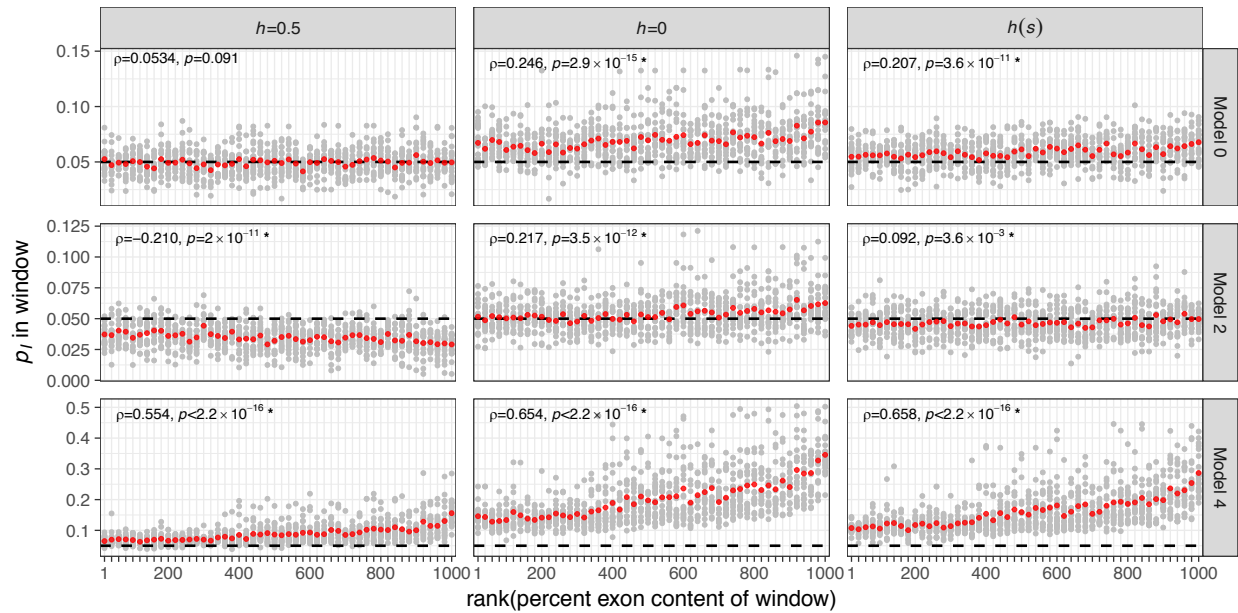 h=0.5
h=0
h(s)
ρ=0.0534, p=0.091
ρ=0.246, p=2.9 × 10⁻¹⁵ *
ρ=0.207, p=3.6 × 10⁻¹¹ *
0.15
0.10
0.05
Model 0
ρ=−0.210, p=2 × 10⁻¹¹ *
ρ=0.217, p=3.5 × 10⁻¹² *
ρ=0.092, p=3.6 × 10⁻³ *
0.125
0.100
0.075
0.050
0.025
0.000
Model 2
pI in window
ρ=0.554, p<2.2 × 10⁻¹⁶ *
ρ=0.654, p<2.2 × 10⁻¹⁶ *
ρ=0.658, p<2.2 × 10⁻¹⁶ *
0.5
0.4
0.3
0.2
0.1
Model 4
1 200 400 600 800 1000
1 200 400 600 800 1000
1 200 400 600 800 1000
rank(percent exon content of window)